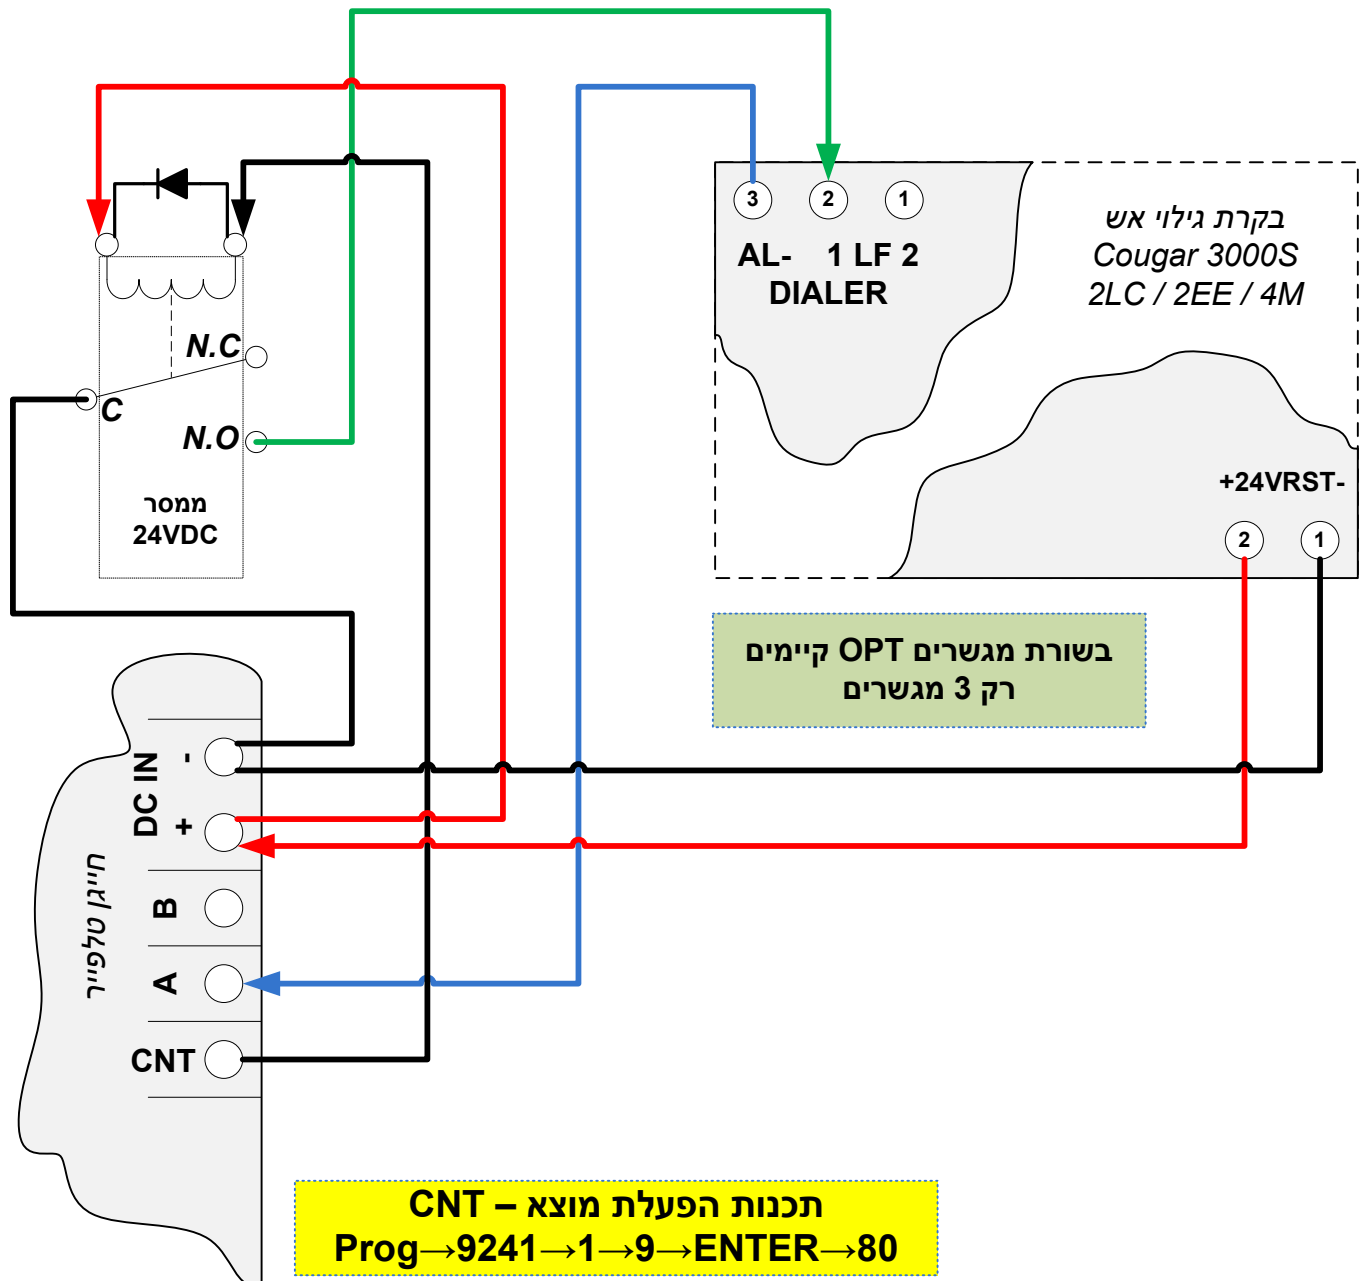 3
2
1
AL- 1 LF 2
DIALER
בקרת גילוי אש
Cougar 3000S
2LC / 2EE / 4M
N.C
C
N.O
ממסר
24VDC
+24VRST-
2
1
בשורת מגשרים OPT קיימים
רק 3 מגשרים
חייגן טלפייר
DC IN
-
+
B
A
CNT
תכנות הפעלת מוצא – CNT
Prog→9241→1→9→ENTER→80